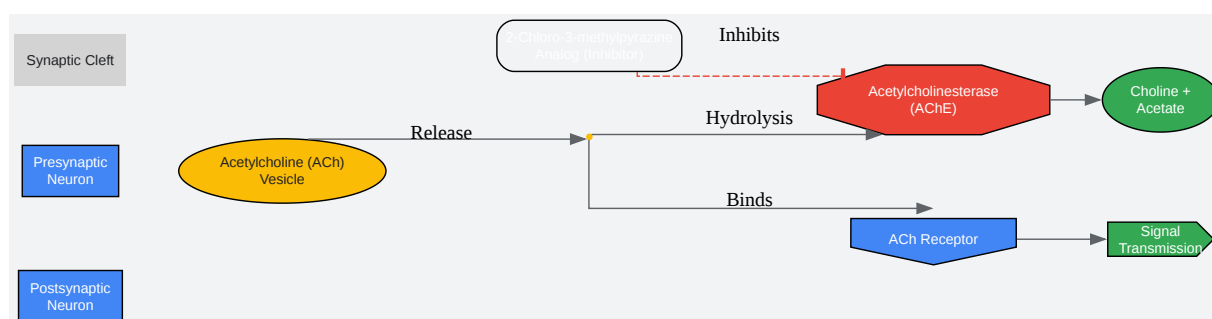 2-Chloro-3-methylpyrazine
Analog (Inhibitor)
Inhibits
Synaptic Cleft
Acetylcholinesterase
(AChE)
Choline +
Acetate
Hydrolysis
Release
Presynaptic
Neuron
Acetylcholine (ACh)
Vesicle
Binds
ACh Receptor
Signal
Transmission
Postsynaptic
Neuron